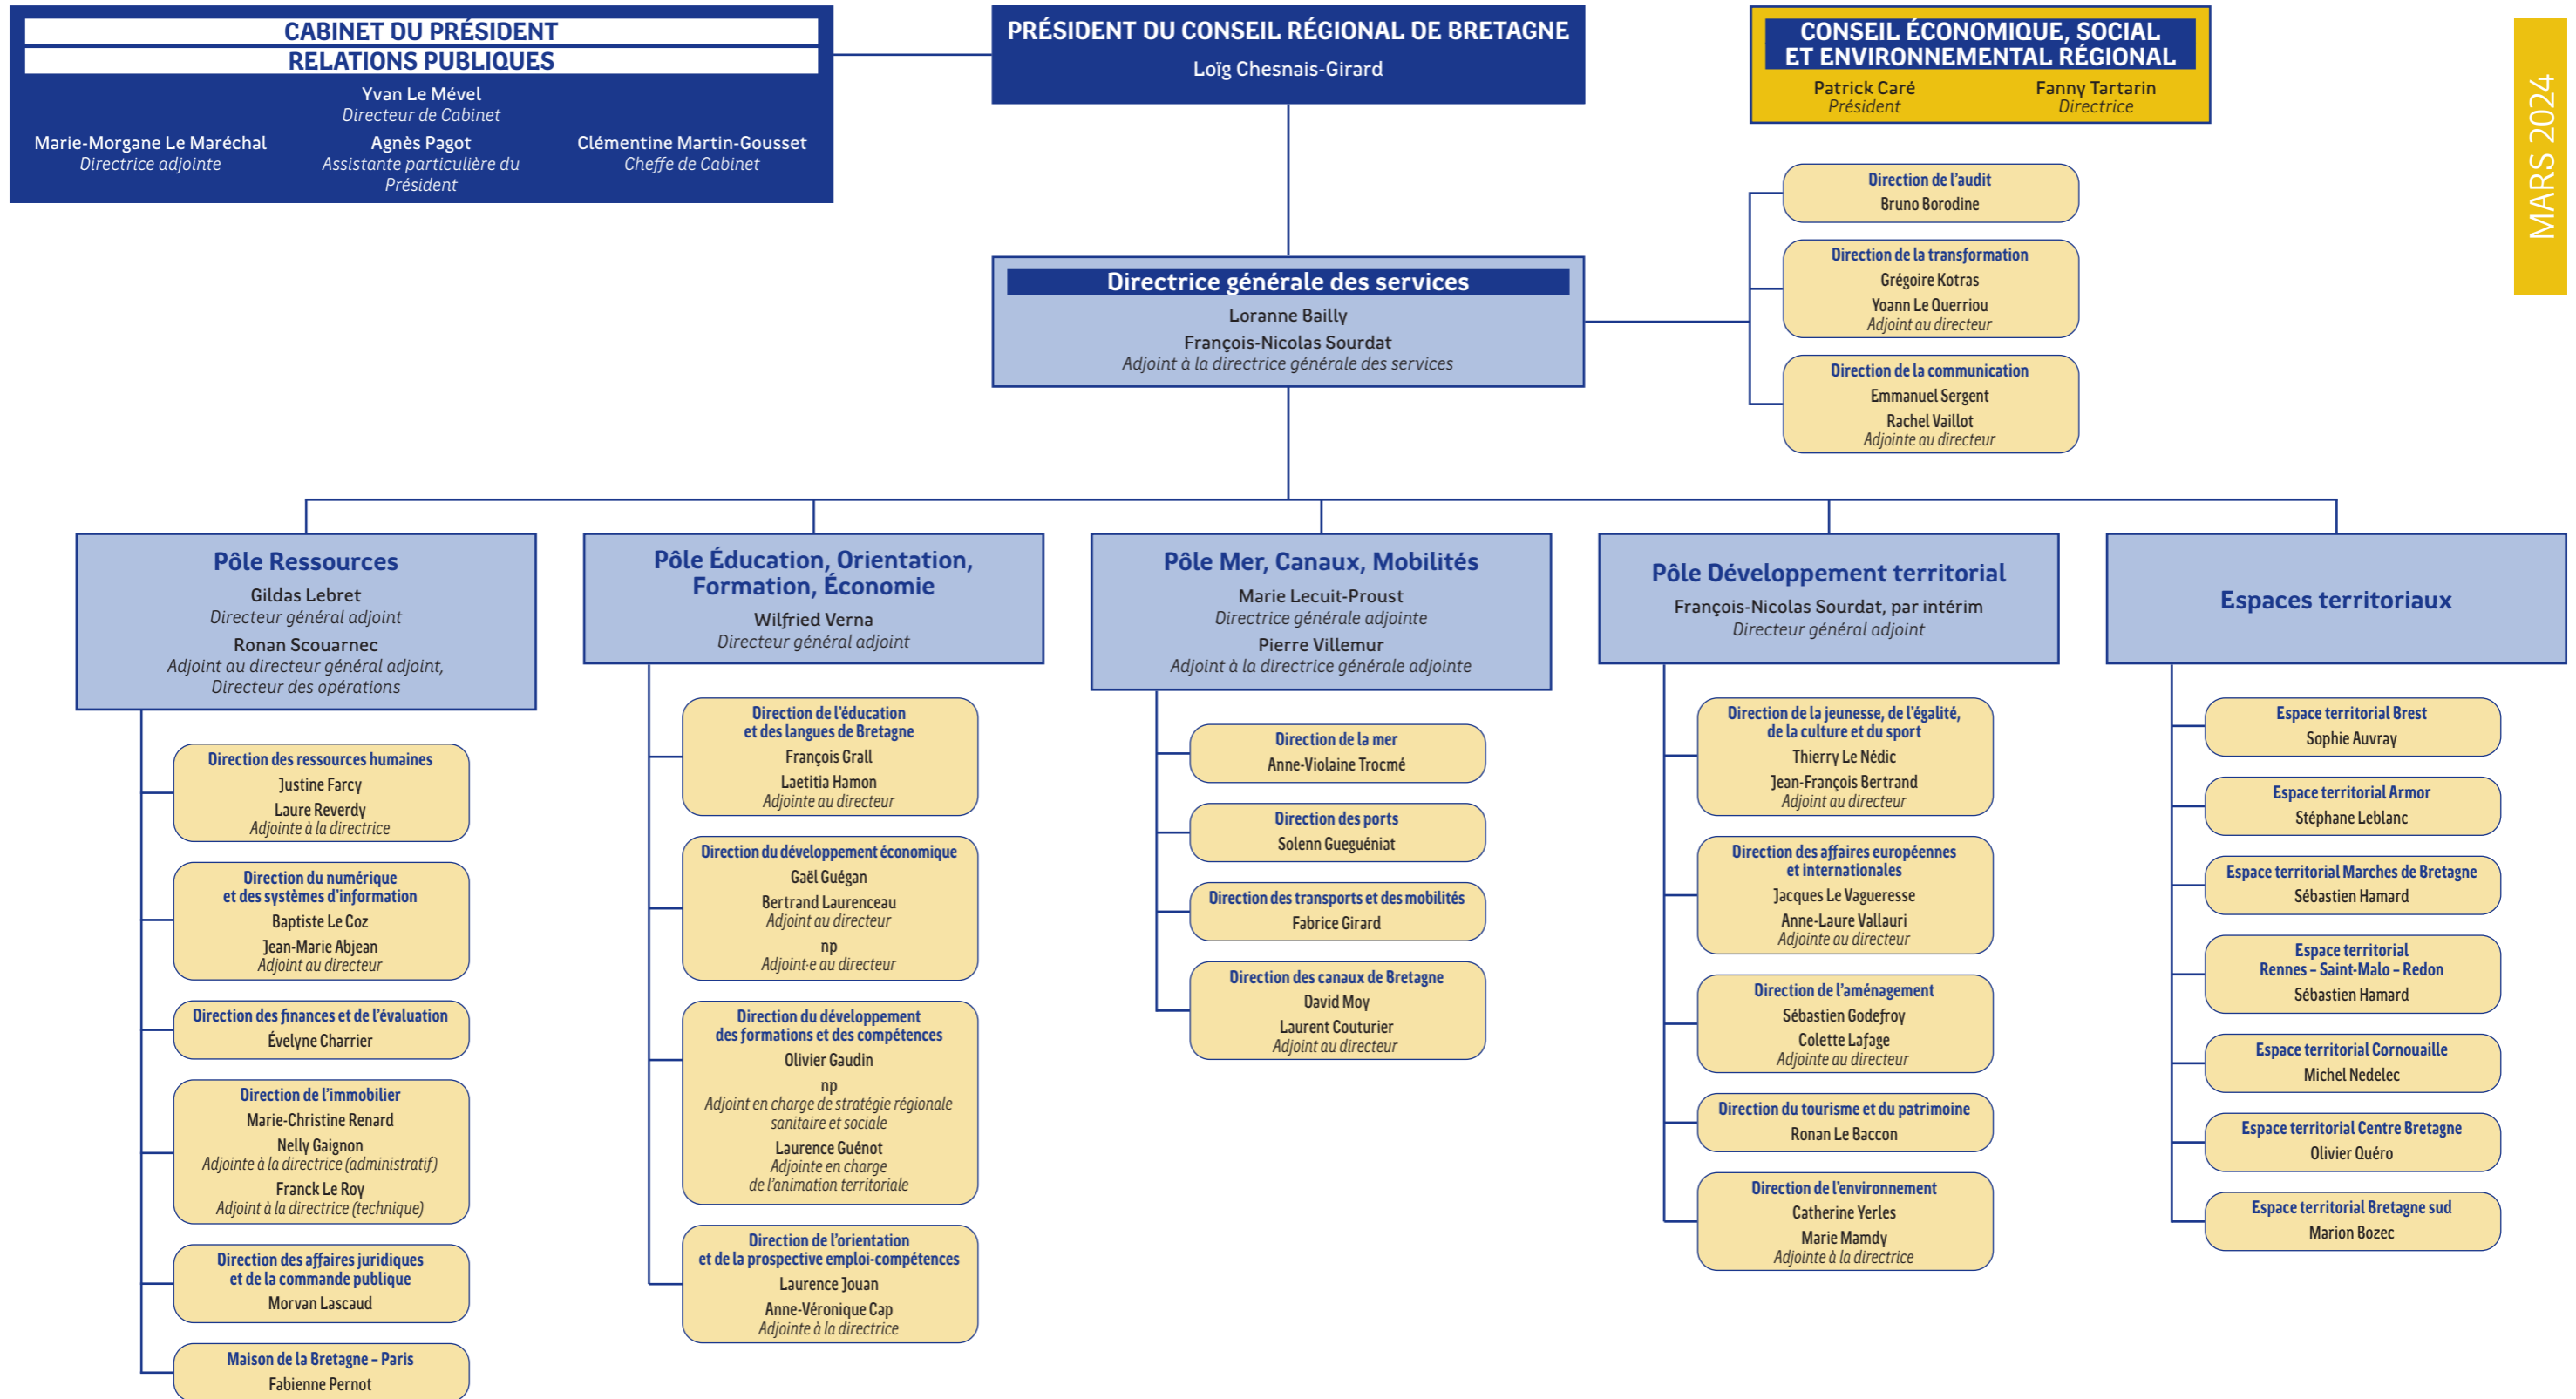 CABINET DU PRÉSIDENT
RELATIONS PUBLIQUES
Yvan Le Mével
Directeur de Cabinet
Marie-Morgane Le Maréchal
Directrice adjointe
Agnès Pagot
Assistante particulière du
Président
Clémentine Martin-Gousset
Cheffe de Cabinet
PRÉSIDENT DU CONSEIL RÉGIONAL DE BRETAGNE
Loïg Chesnais-Girard
CONSEIL ÉCONOMIQUE, SOCIAL
ET ENVIRONNEMENTAL RÉGIONAL
Patrick Caré
Président
Fanny Tartarin
Directrice
MARS 2024
Directrice générale des services
Loranne Bailly
François-Nicolas Sourdat
Adjoint à la directrice générale des services
Direction de l'audit
Bruno Borodine
Direction de la transformation
Grégoire Kotras
Yoann Le Querriou
Adjoint au directeur
Direction de la communication
Emmanuel Sergent
Rachel Vaillot
Adjointe au directeur
Pôle Ressources
Gildas Lebret
Directeur général adjoint
Ronan Scouarnec
Adjoint au directeur général adjoint,
Directeur des opérations
Direction des ressources humaines
Justine Farcy
Laure Reverdy
Adjointe à la directrice
Direction du numérique
et des systèmes d'information
Baptiste Le Coz
Jean-Marie Abjean
Adjoint au directeur
Direction des finances et de l'évaluation
Évelyne Charrier
Direction de l'immobilier
Marie-Christine Renard
Nelly Gaignon
Adjointe à la directrice (administratif)
Franck Le Roy
Adjoint à la directrice (technique)
Direction des affaires juridiques
et de la commande publique
Morvan Lascaud
Maison de la Bretagne – Paris
Fabienne Pernot
Pôle Éducation, Orientation,
Formation, Économie
Wilfried Verna
Directeur général adjoint
Direction de l'éducation
et des langues de Bretagne
François Grall
Laetitia Hamon
Adjointe au directeur
Direction du développement économique
Gaël Guégan
Bertrand Laurenceau
Adjoint au directeur
np
Adjoint·e au directeur
Direction du développement
des formations et des compétences
Olivier Gaudin
np
Adjoint en charge de stratégie régionale
sanitaire et sociale
Laurence Guénot
Adjointe en charge
de l'animation territoriale
Direction de l'orientation
et de la prospective emploi-compétences
Laurence Jouan
Anne-Véronique Cap
Adjointe à la directrice
Pôle Mer, Canaux, Mobilités
Marie Lecuit-Proust
Directrice générale adjointe
Pierre Villemur
Adjoint à la directrice générale adjointe
Direction de la mer
Anne-Violaine Trocmé
Direction des ports
Solenn Gueguéniat
Direction des transports et des mobilités
Fabrice Girard
Direction des canaux de Bretagne
David Moy
Laurent Couturier
Adjoint au directeur
Pôle Développement territorial
François-Nicolas Sourdat, par intérim
Directeur général adjoint
Direction de la jeunesse, de l'égalité,
de la culture et du sport
Thierry Le Nédic
Jean-François Bertrand
Adjoint au directeur
Direction des affaires européennes
et internationales
Jacques Le Vagueresse
Anne-Laure Vallauri
Adjointe au directeur
Direction de l'aménagement
Sébastien Godefroy
Colette Lafage
Adjointe au directeur
Direction du tourisme et du patrimoine
Ronan Le Baccon
Direction de l'environnement
Catherine Yerles
Marie Mamdy
Adjointe à la directrice
Espaces territoriaux
Espace territorial Brest
Sophie Auvray
Espace territorial Armor
Stéphane Leblanc
Espace territorial Marches de Bretagne
Sébastien Hamard
Espace territorial
Rennes – Saint-Malo – Redon
Sébastien Hamard
Espace territorial Cornouaille
Michel Nedelec
Espace territorial Centre Bretagne
Olivier Quéro
Espace territorial Bretagne sud
Marion Bozec